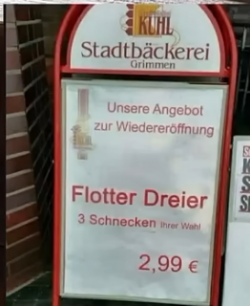 KÜHL
Stadtbäckerei
Grimmen
Unsere Angebot
zur Wiedereröffnung
Flotter Dreier
3 Schnecken Ihrer Wahl
2,99 €